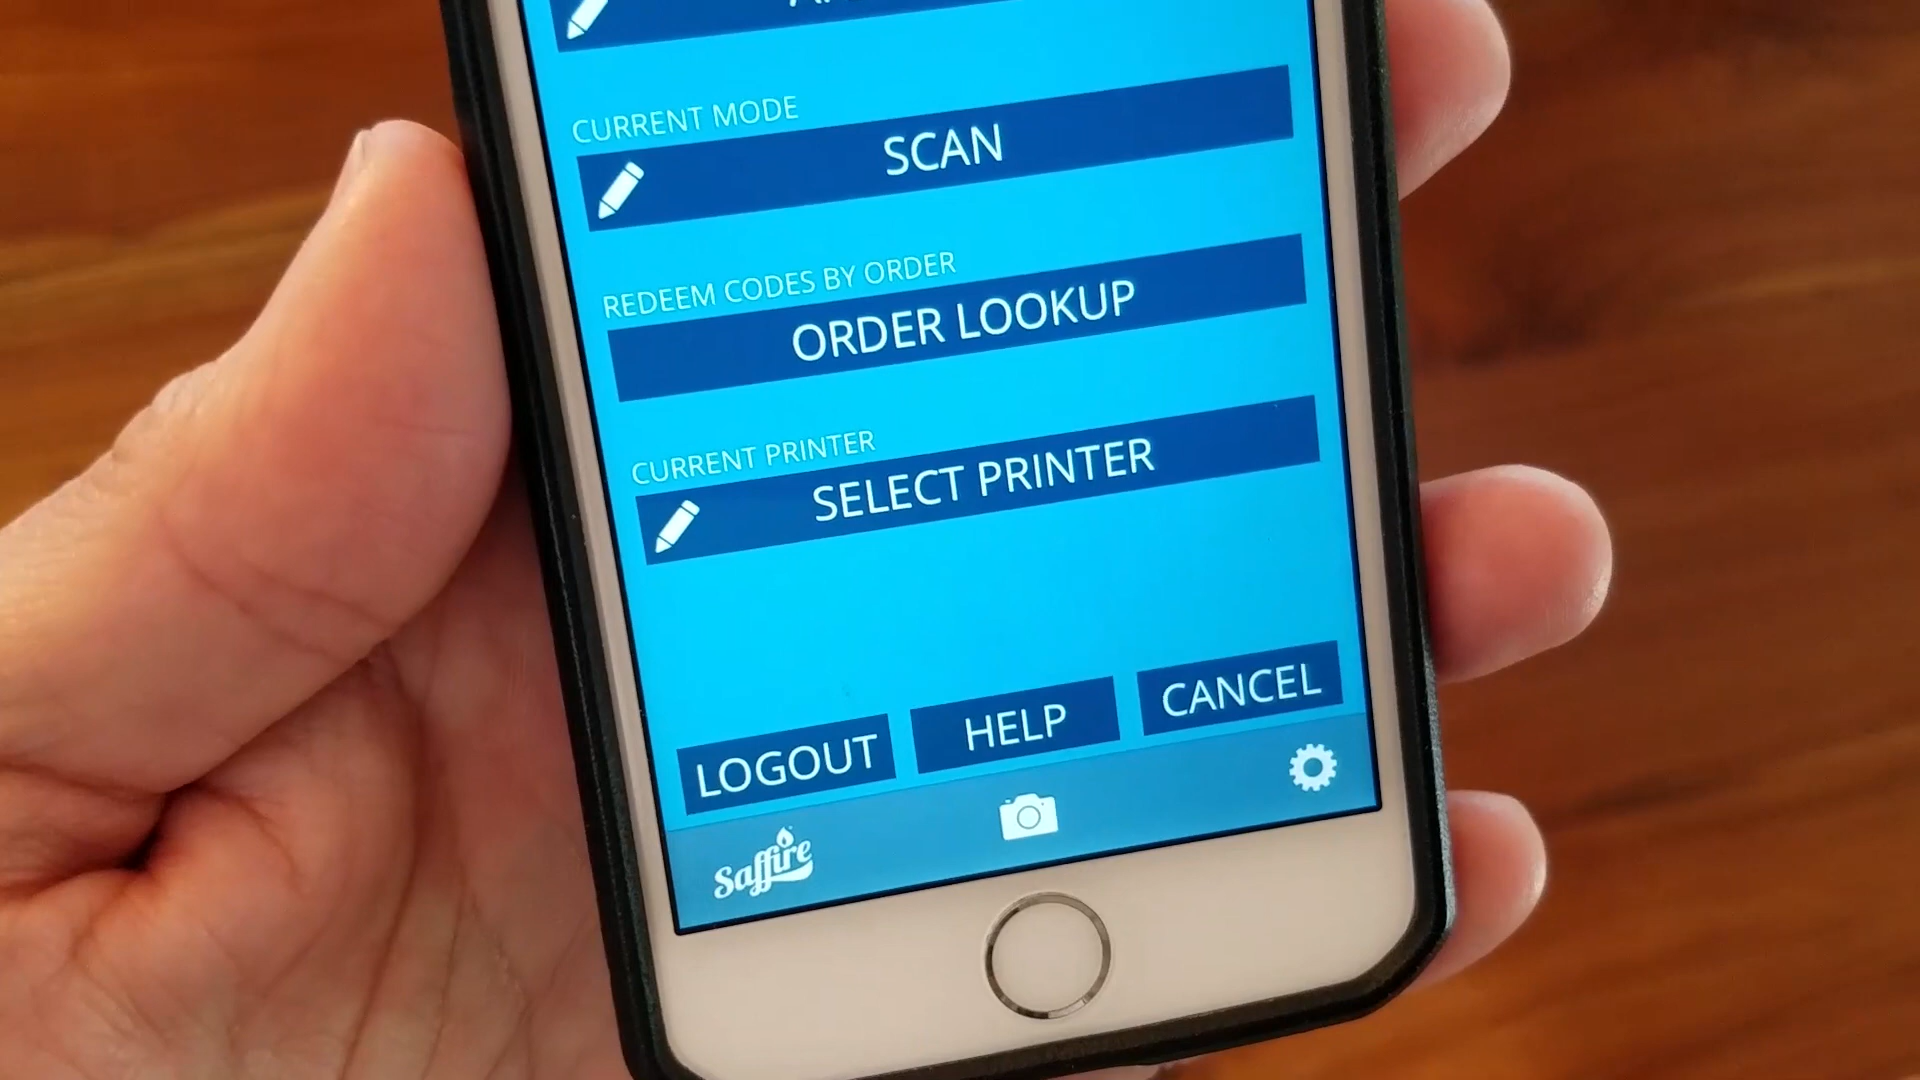 CURRENT MODE
SCAN
REDEEM CODES BY ORDER
ORDER LOOKUP
CURRENT PRINTER
SELECT PRINTER
LOGOUT HELP CANCEL
Saffire